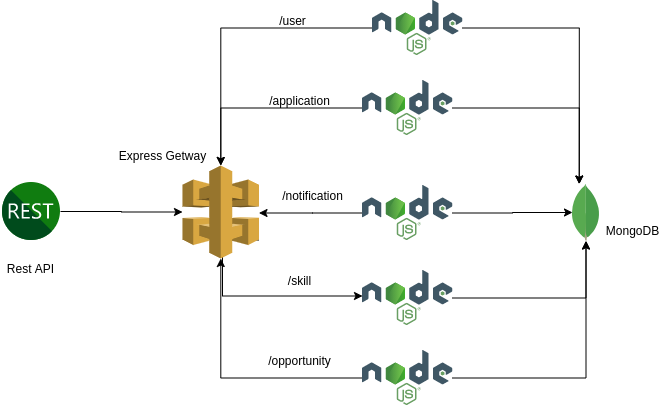 /user
node
JS
/application
node
JS
Express Getway
/notification
node
JS
REST
MongoDB
Rest API
/skill
node
JS
/opportunity
node
JS